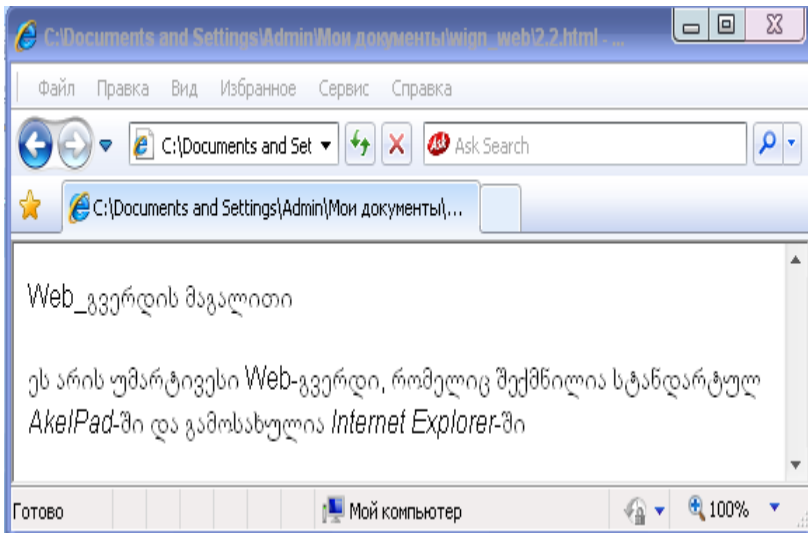 C:\Documents and Settings\Admin\Мои документы\wign_web\2.2.html - ...
Файл Правка Вид Избранное Сервис Справка
C:\Documents and Set Ask Ask Search
C:\Documents and Settings\Admin\Мои документы\...
Web_გვერდის მაგალითი
ეს არის უმარტივესი Web-გვერდი, რომელიც შექმნილია სტანდარტულ
AkelPad-ში და გამოსახულია Internet Explorer-ში
Готово Мой компьютер 100%